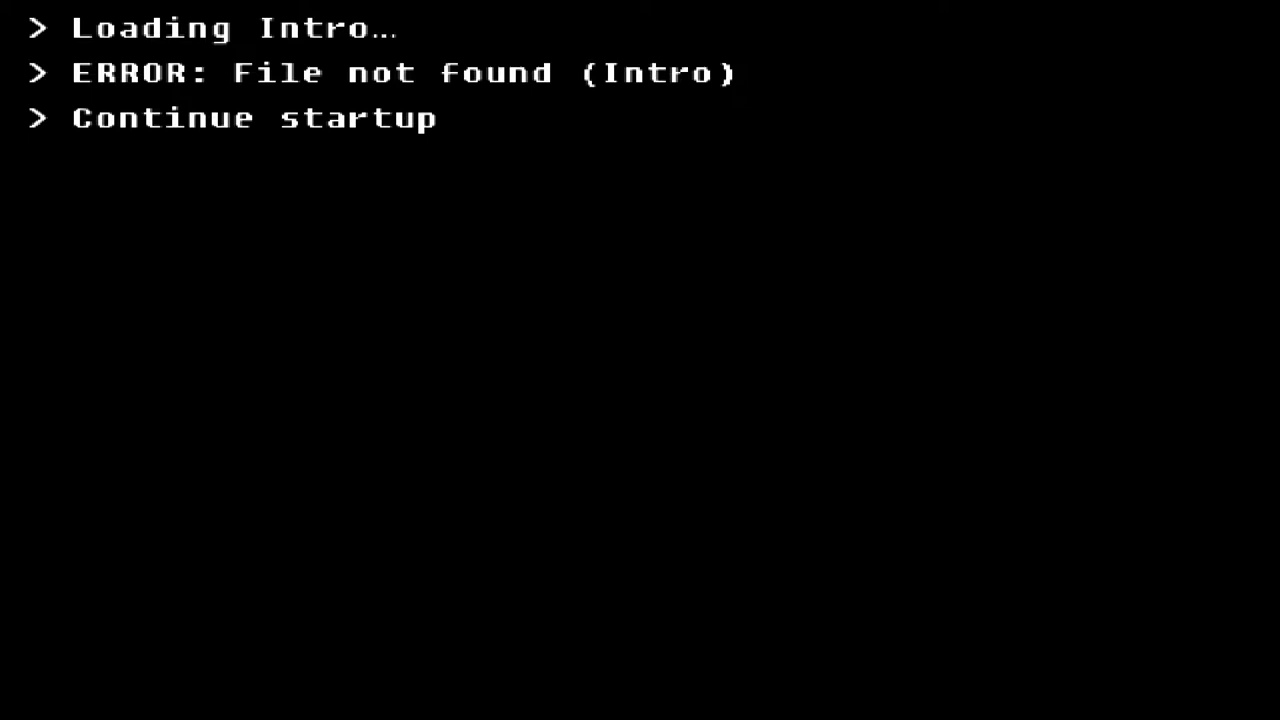 > Loading Intro…
> ERROR: File not found (Intro)
> Continue startup